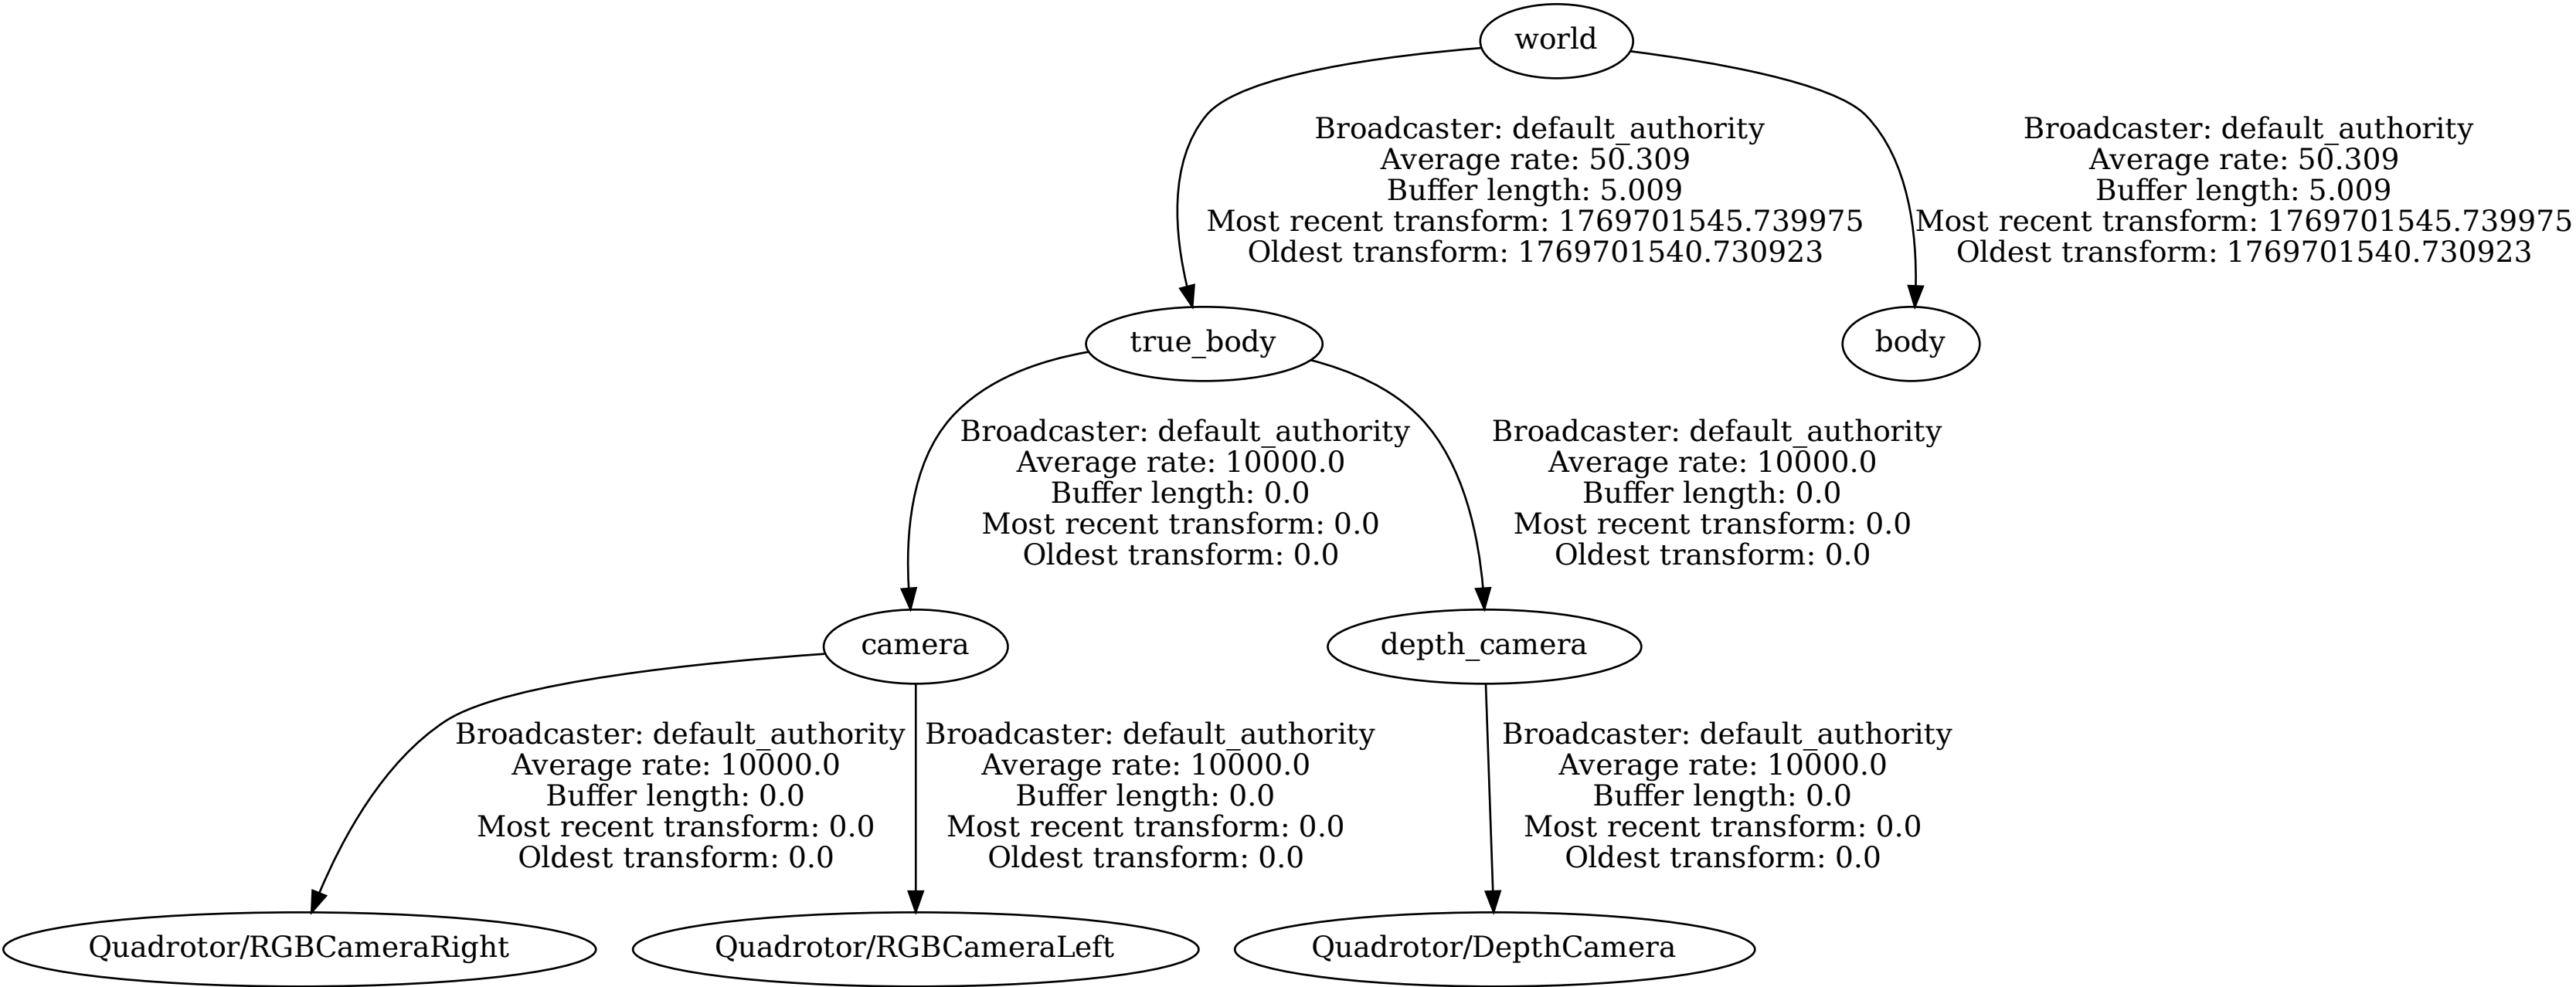 world
Broadcaster: default_authority
Average rate: 50.309
Buffer length: 5.009
Most recent transform: 1769701545.739975
Oldest transform: 1769701540.730923
Broadcaster: default_authority
Average rate: 50.309
Buffer length: 5.009
Most recent transform: 1769701545.739975
Oldest transform: 1769701540.730923
true_body
body
Broadcaster: default_authority
Average rate: 10000.0
Buffer length: 0.0
Most recent transform: 0.0
Oldest transform: 0.0
Broadcaster: default_authority
Average rate: 10000.0
Buffer length: 0.0
Most recent transform: 0.0
Oldest transform: 0.0
camera
depth_camera
Broadcaster: default_authority
Average rate: 10000.0
Buffer length: 0.0
Most recent transform: 0.0
Oldest transform: 0.0
Broadcaster: default_authority
Average rate: 10000.0
Buffer length: 0.0
Most recent transform: 0.0
Oldest transform: 0.0
Broadcaster: default_authority
Average rate: 10000.0
Buffer length: 0.0
Most recent transform: 0.0
Oldest transform: 0.0
Quadrotor/RGBCameraRight
Quadrotor/RGBCameraLeft
Quadrotor/DepthCamera